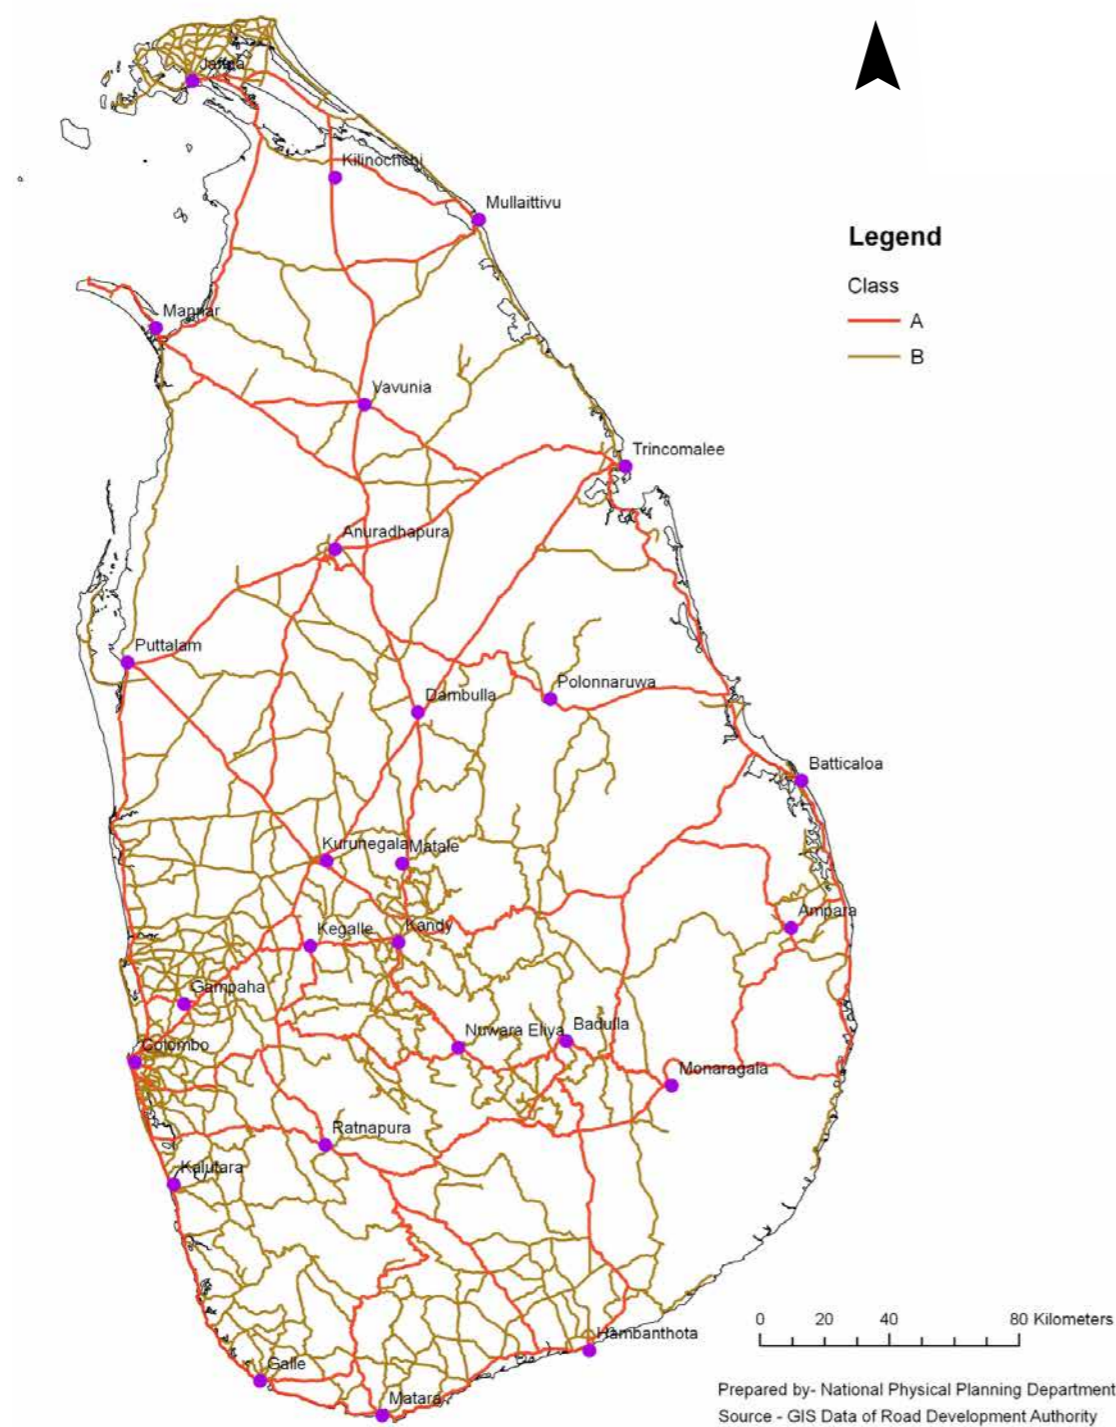 Jaffna
Kilinochchi
Mullaittivu
Legend
Class
A
B
Mannar
Vavunia
Trincomalee
Anuradhapura
Puttalam
Polonnaruwa
Dambulla
Batticaloa
Kurunegala
Matale
Ampara
Kegalle
Kandy
Gampaha
Nuwara Eliya
Badulla
Colombo
Monaragala
Ratnapura
Kalutara
0 20 40 80 Kilometers
Hambanthota
Galle
Matara
Prepared by- National Physical Planning Department
Source - GIS Data of Road Development Authority